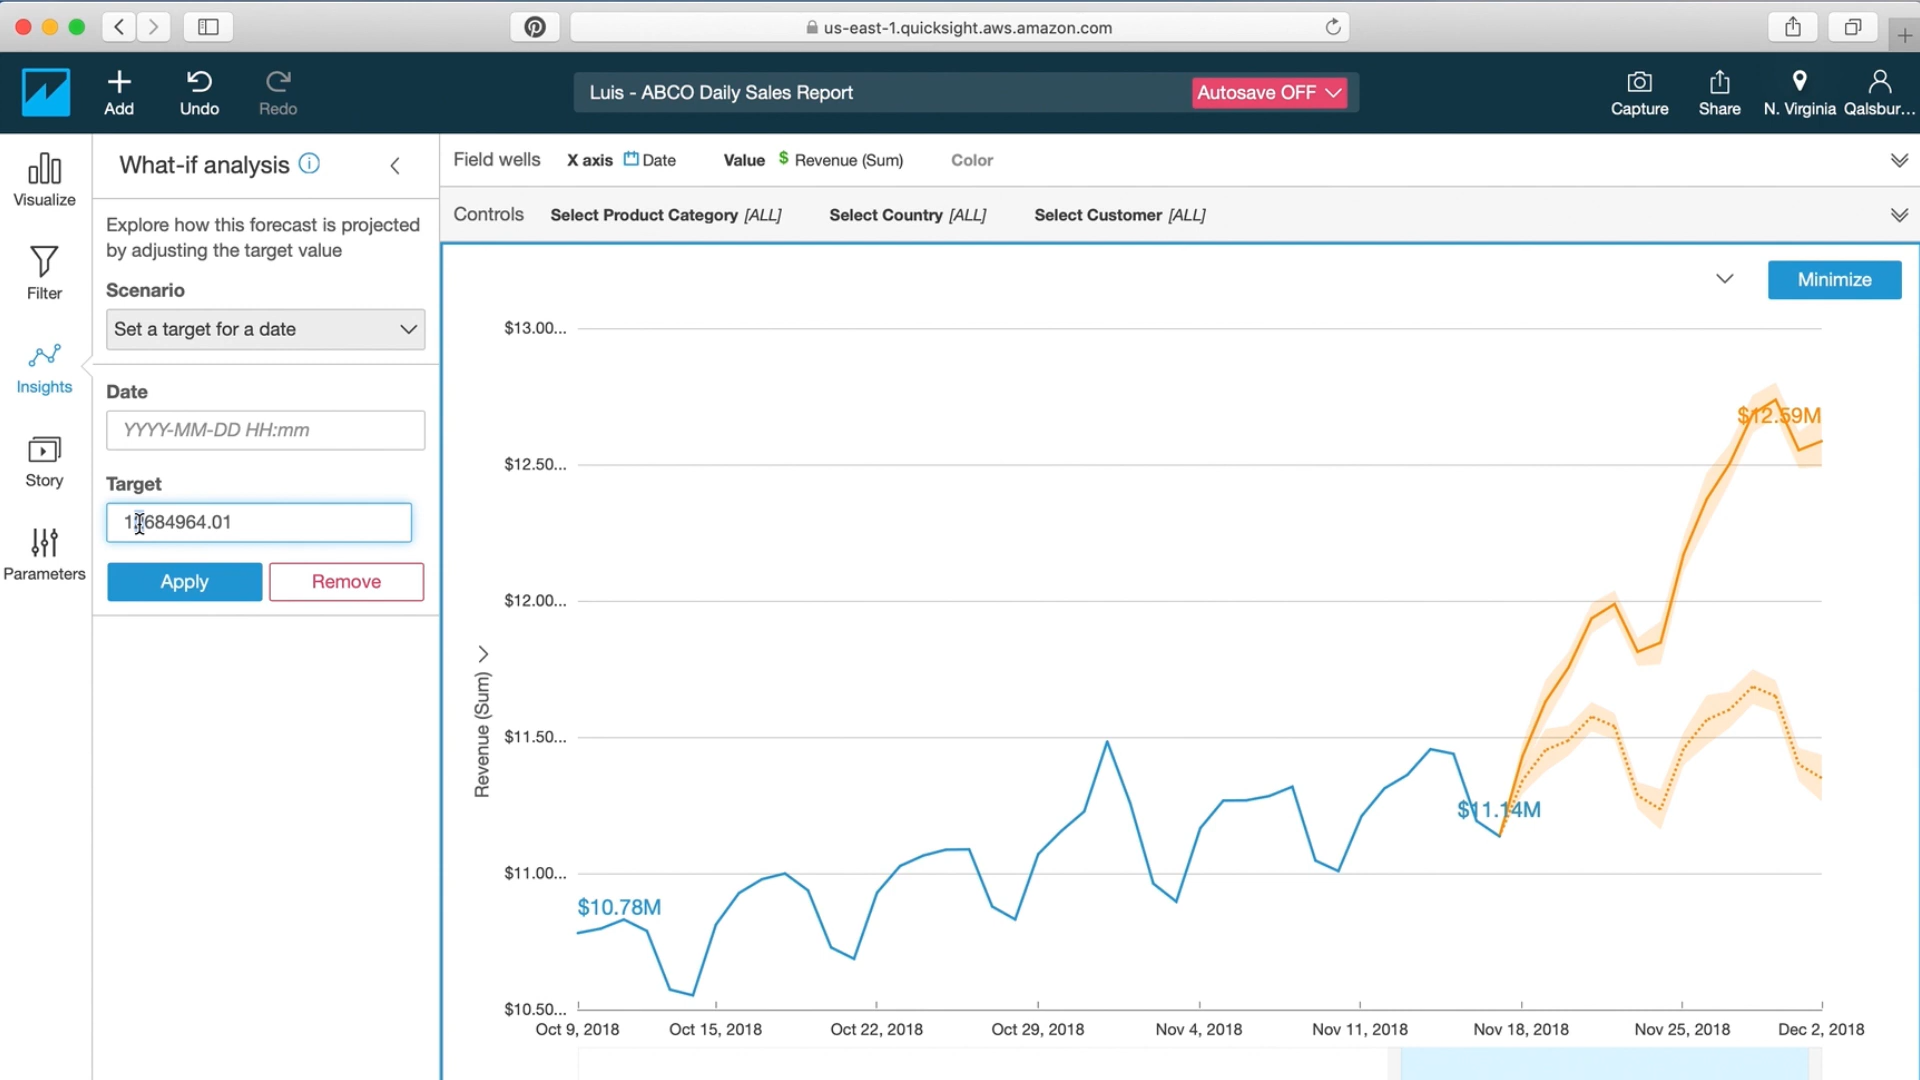 us-east-1.quicksight.aws.amazon.com
Add
Undo
Redo
Luis - ABCO Daily Sales Report
Autosave OFF
Capture
Share
N. Virginia
Qalsbur...
Visualize
Filter
Insights
Story
Parameters
What-if analysis
Explore how this forecast is projected
by adjusting the target value
Scenario
Set a target for a date
Date
YYYY-MM-DD HH:mm
Target
Apply
Remove
Field wells X axis Date Value $ Revenue (Sum) Color
Controls Select Product Category [ALL] Select Country [ALL] Select Customer [ALL]
Minimize
$13.00...
$12.50...
$12.00...
$11.50...
$11.00...
$10.50...
Revenue (Sum)
$12.59M
$11.14M
$10.78M
Oct 9, 2018 Oct 15, 2018 Oct 22, 2018 Oct 29, 2018 Nov 4, 2018 Nov 11, 2018 Nov 18, 2018 Nov 25, 2018 Dec 2, 2018